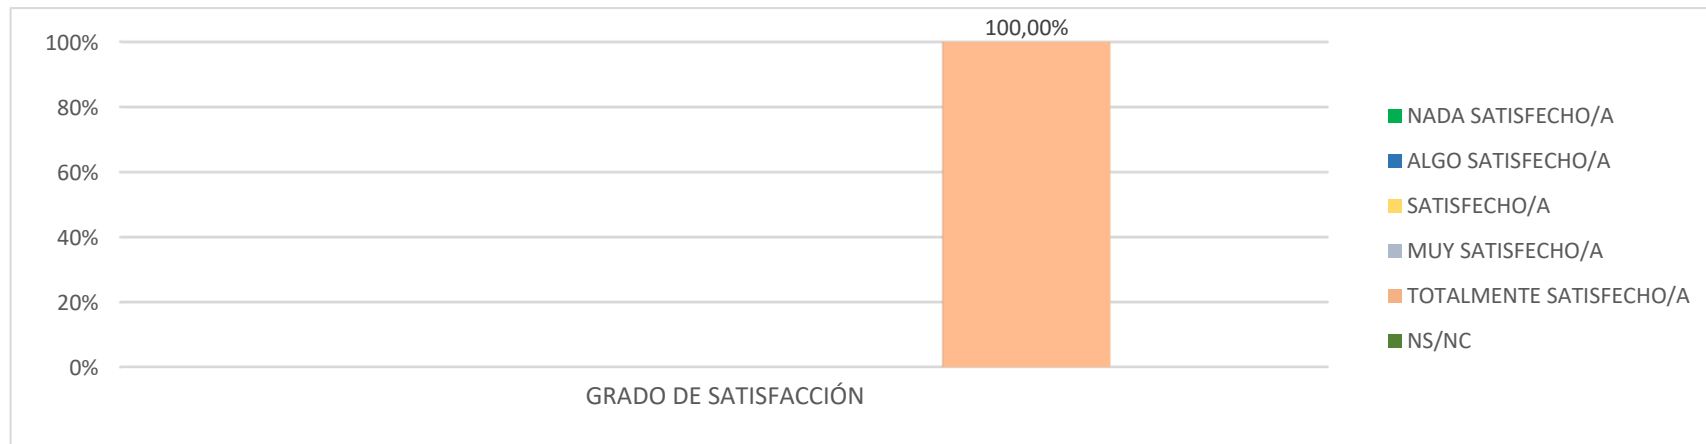 100,00%
100%
80%
60%
40%
20%
0%
GRADO DE SATISFACCIÓN
NADA SATISFECHO/A
ALGO SATISFECHO/A
SATISFECHO/A
MUY SATISFECHO/A
TOTALMENTE SATISFECHO/A
NS/NC